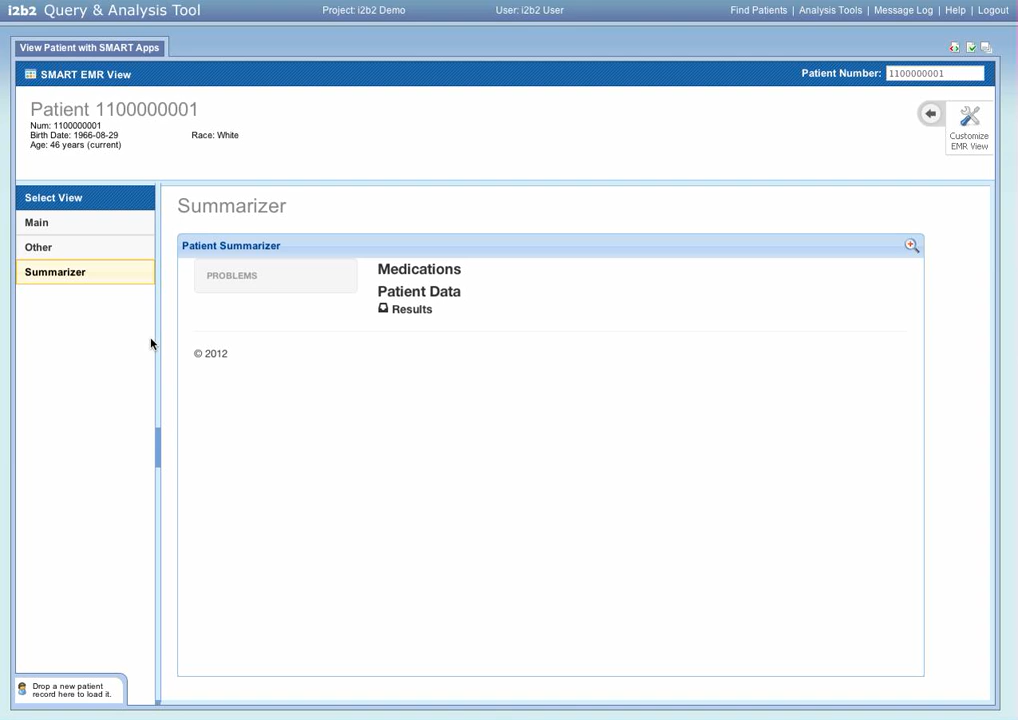 i2b2 Query & Analysis Tool
Project: i2b2 Demo
User: i2b2 User
Find Patients | Analysis Tools | Message Log | Help | Logout
View Patient with SMART Apps
SMART EMR View
Patient Number: 1100000001
Patient 1100000001
Num: 1100000001
Birth Date: 1966-08-29
Race: White
Age: 46 years (current)
Customize
EMR View
Select View
Main
Other
Summarizer
Summarizer
Patient Summarizer
PROBLEMS
Medications
Patient Data
Results
© 2012
Drop a new patient
record here to load it.